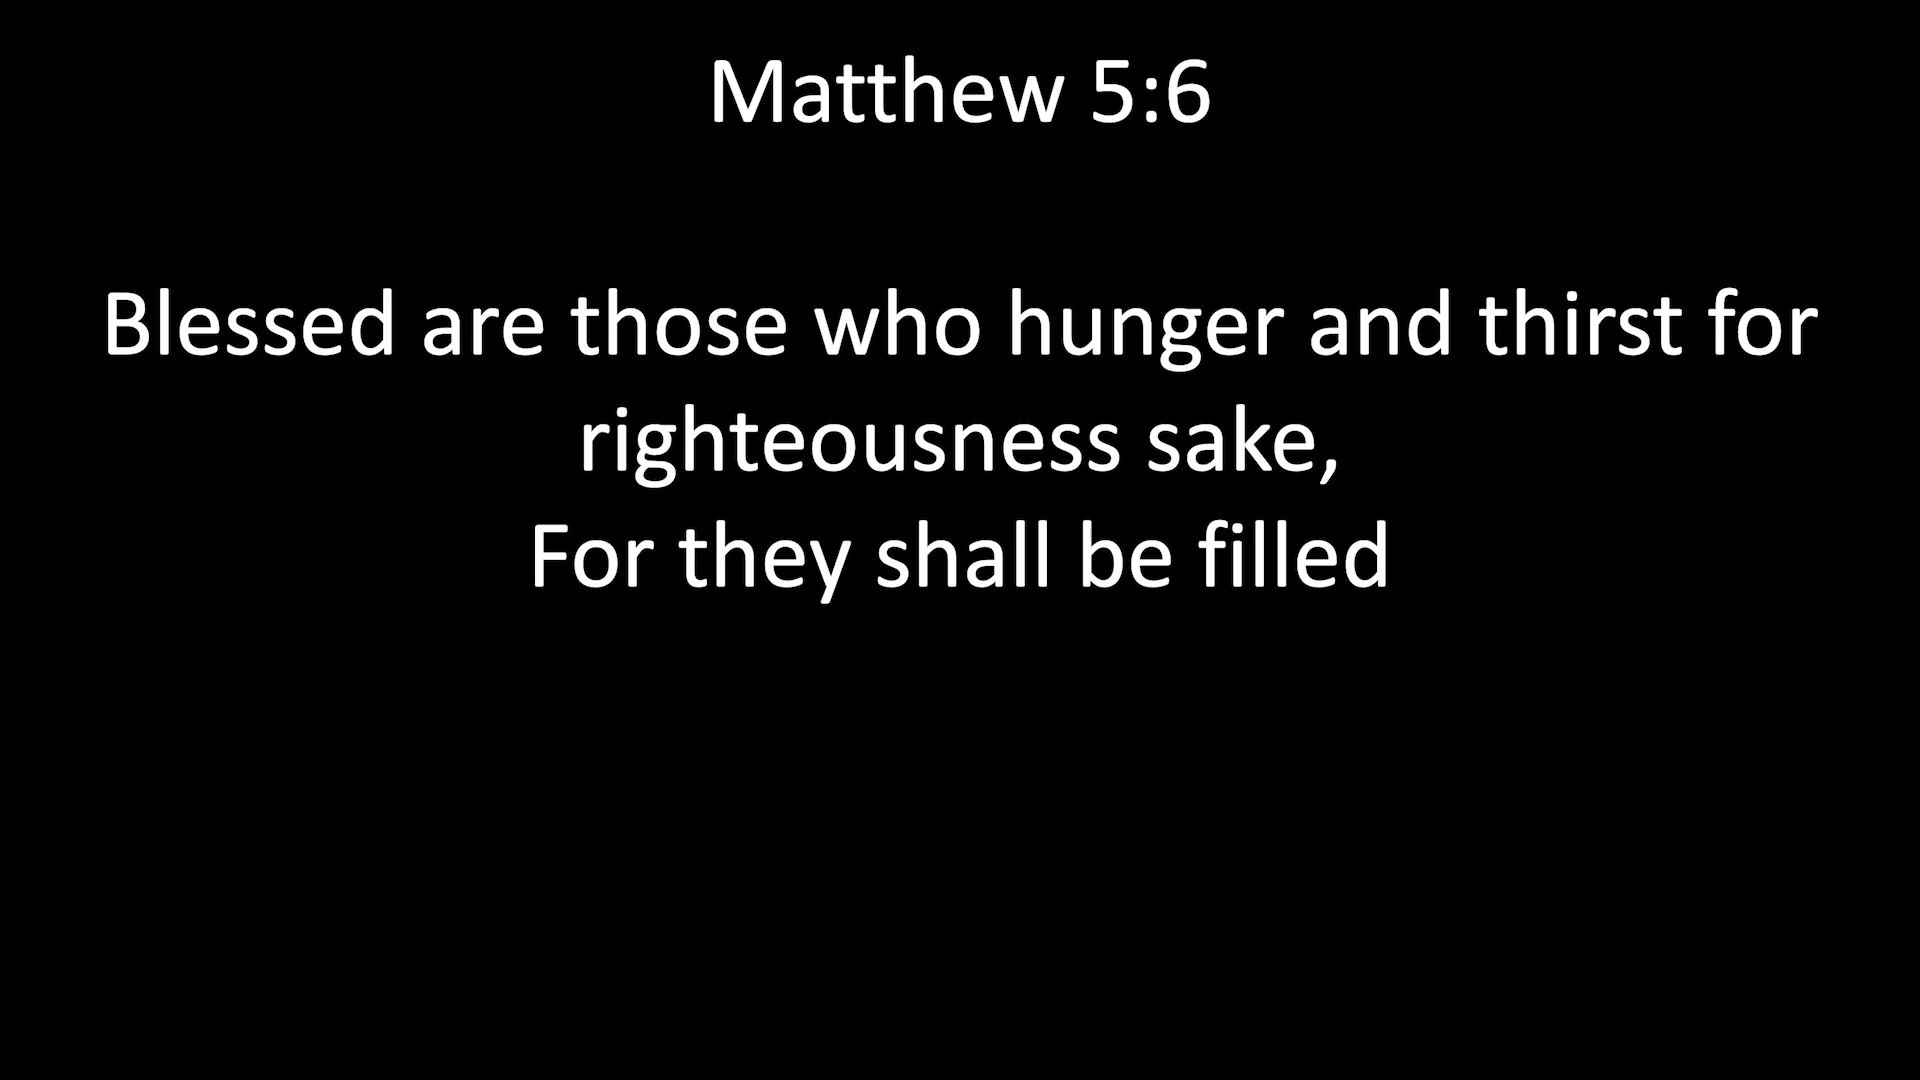 Matthew 5:6
Blessed are those who hunger and thirst for
righteousness sake,
For they shall be filled